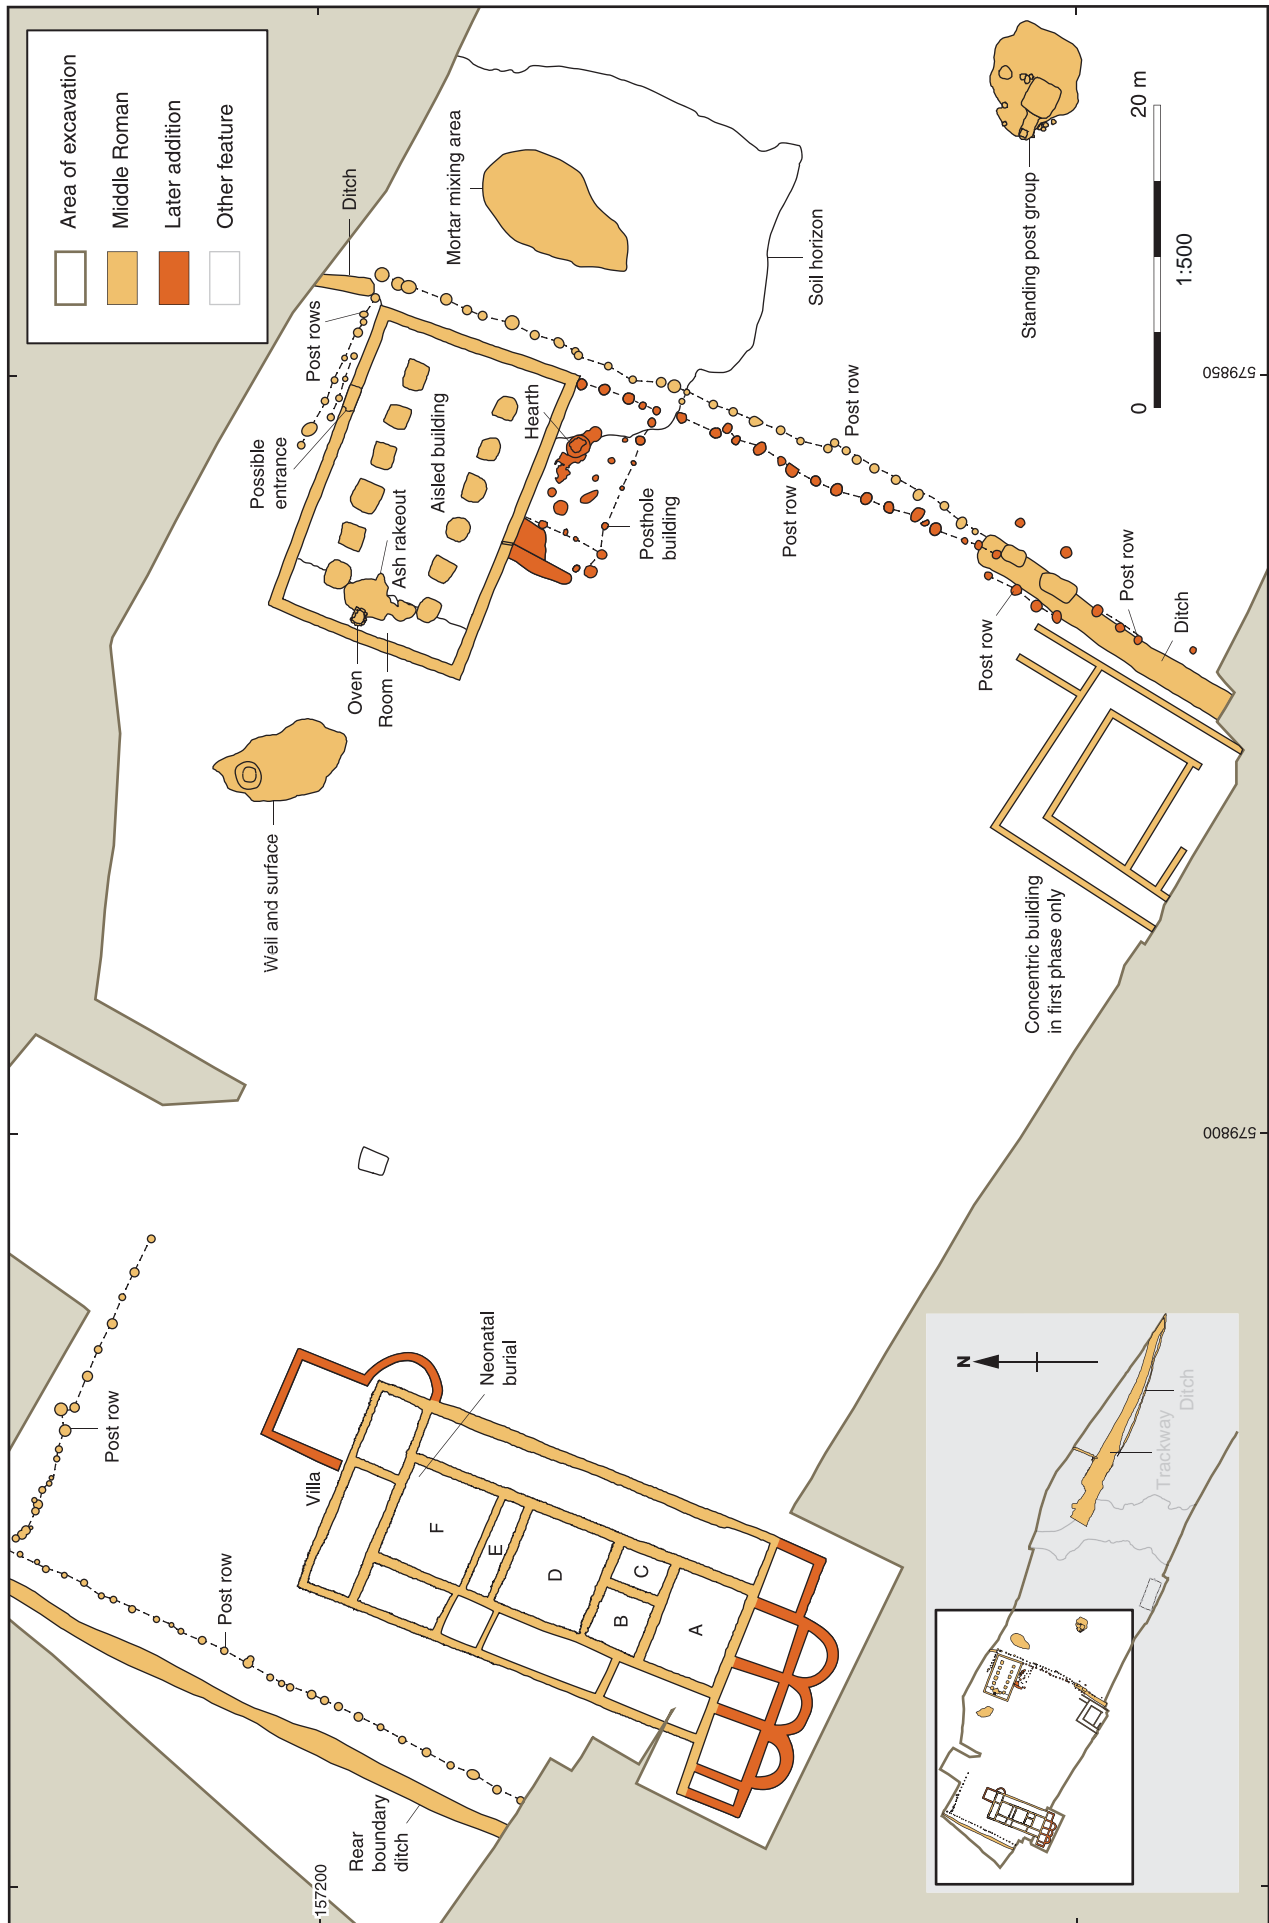 Area of excavation
Middle Roman
Later addition
Other feature
Ditch
Post rows
Possible
entrance
Mortar mixing area
Soil horizon
Aisled building
Hearth
Ash rakeout
Oven
Room
Posthole
building
Post row
Post row
Well and surface
Standing post group
0
20 m
1:500
579850
Post row
Post row
Ditch
Concentric building
in first phase only
579800
Post row
Post row
Villa
Neonatal
burial
F
E
D
C
B
A
Rear
boundary
ditch
157200
N
Trackway
Ditch